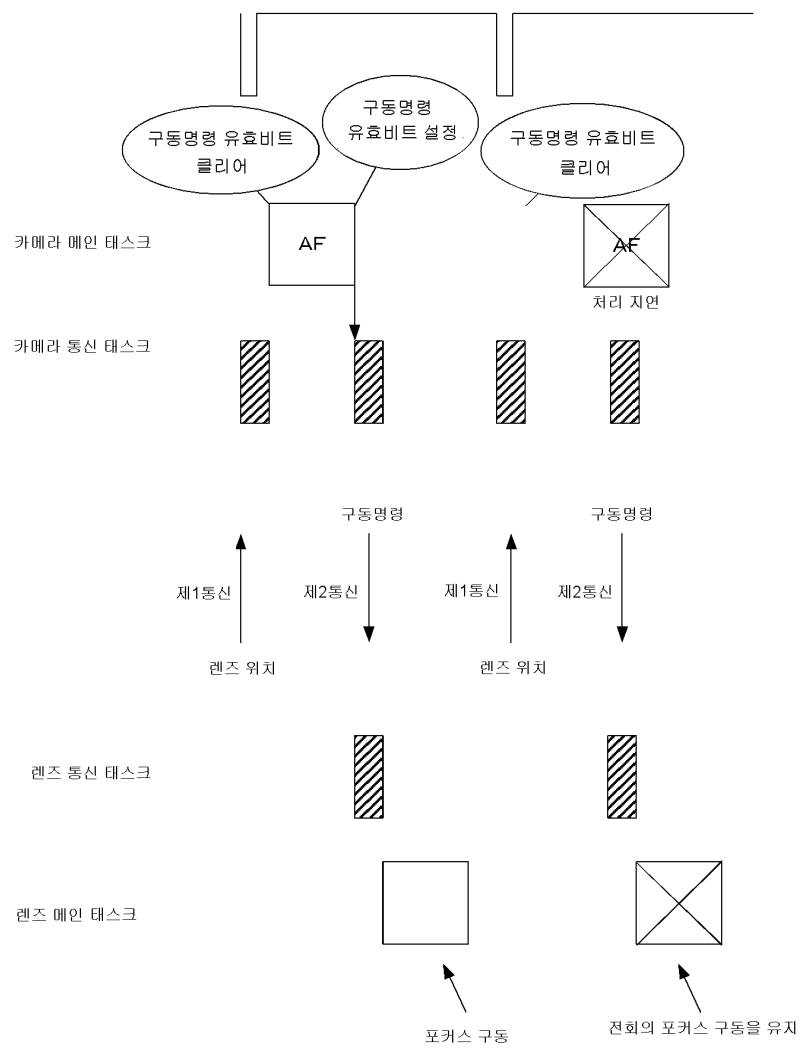 구동명령
유효비트 설정
구동명령 유효비트
클리어
구동명령 유효비트
클리어
카메라 메인 태스크
AF
AF
처리 지연
카메라 통신 태스크
구동명령
구동명령
제1통신
제2통신
제1통신
제2통신
렌즈 위치
렌즈 위치
렌즈 통신 태스크
렌즈 메인 태스크
포커스 구동
전회의 포커스 구동을 유지